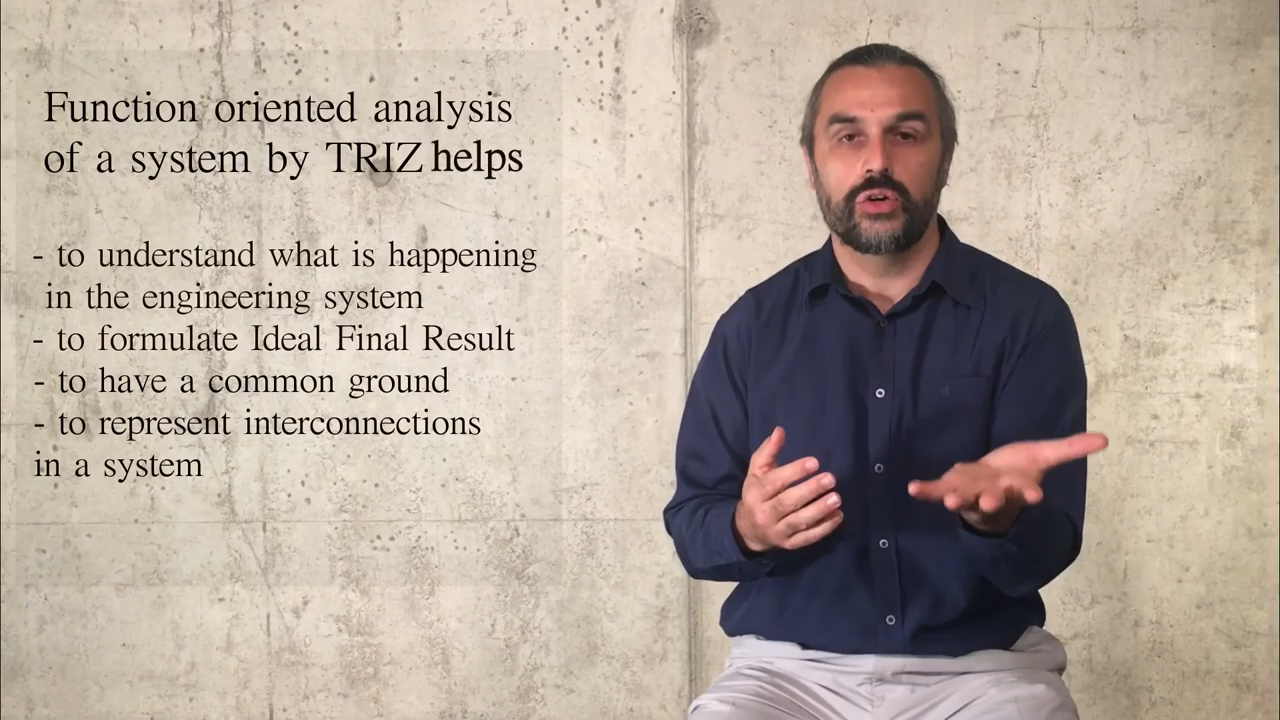 Function oriented analysis
of a system by TRIZ helps
- to understand what is happening
in the engineering system
- to formulate Ideal Final Result
- to have a common ground
- to represent interconnections
in a system